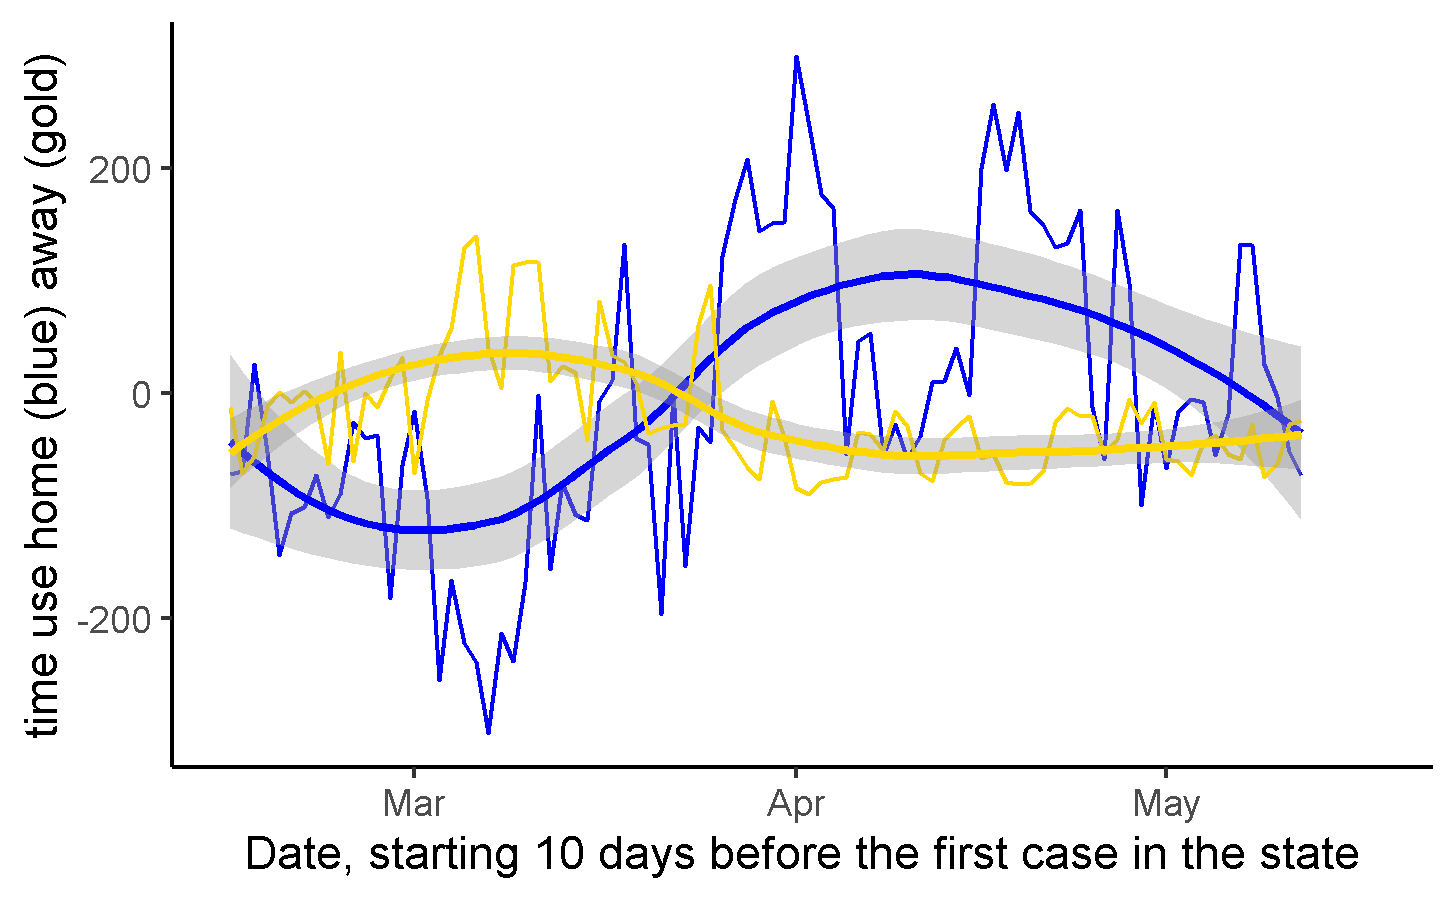 time use home (blue) away (gold)
200
0
-200
Mar
Apr
May
Date, starting 10 days before the first case in the state